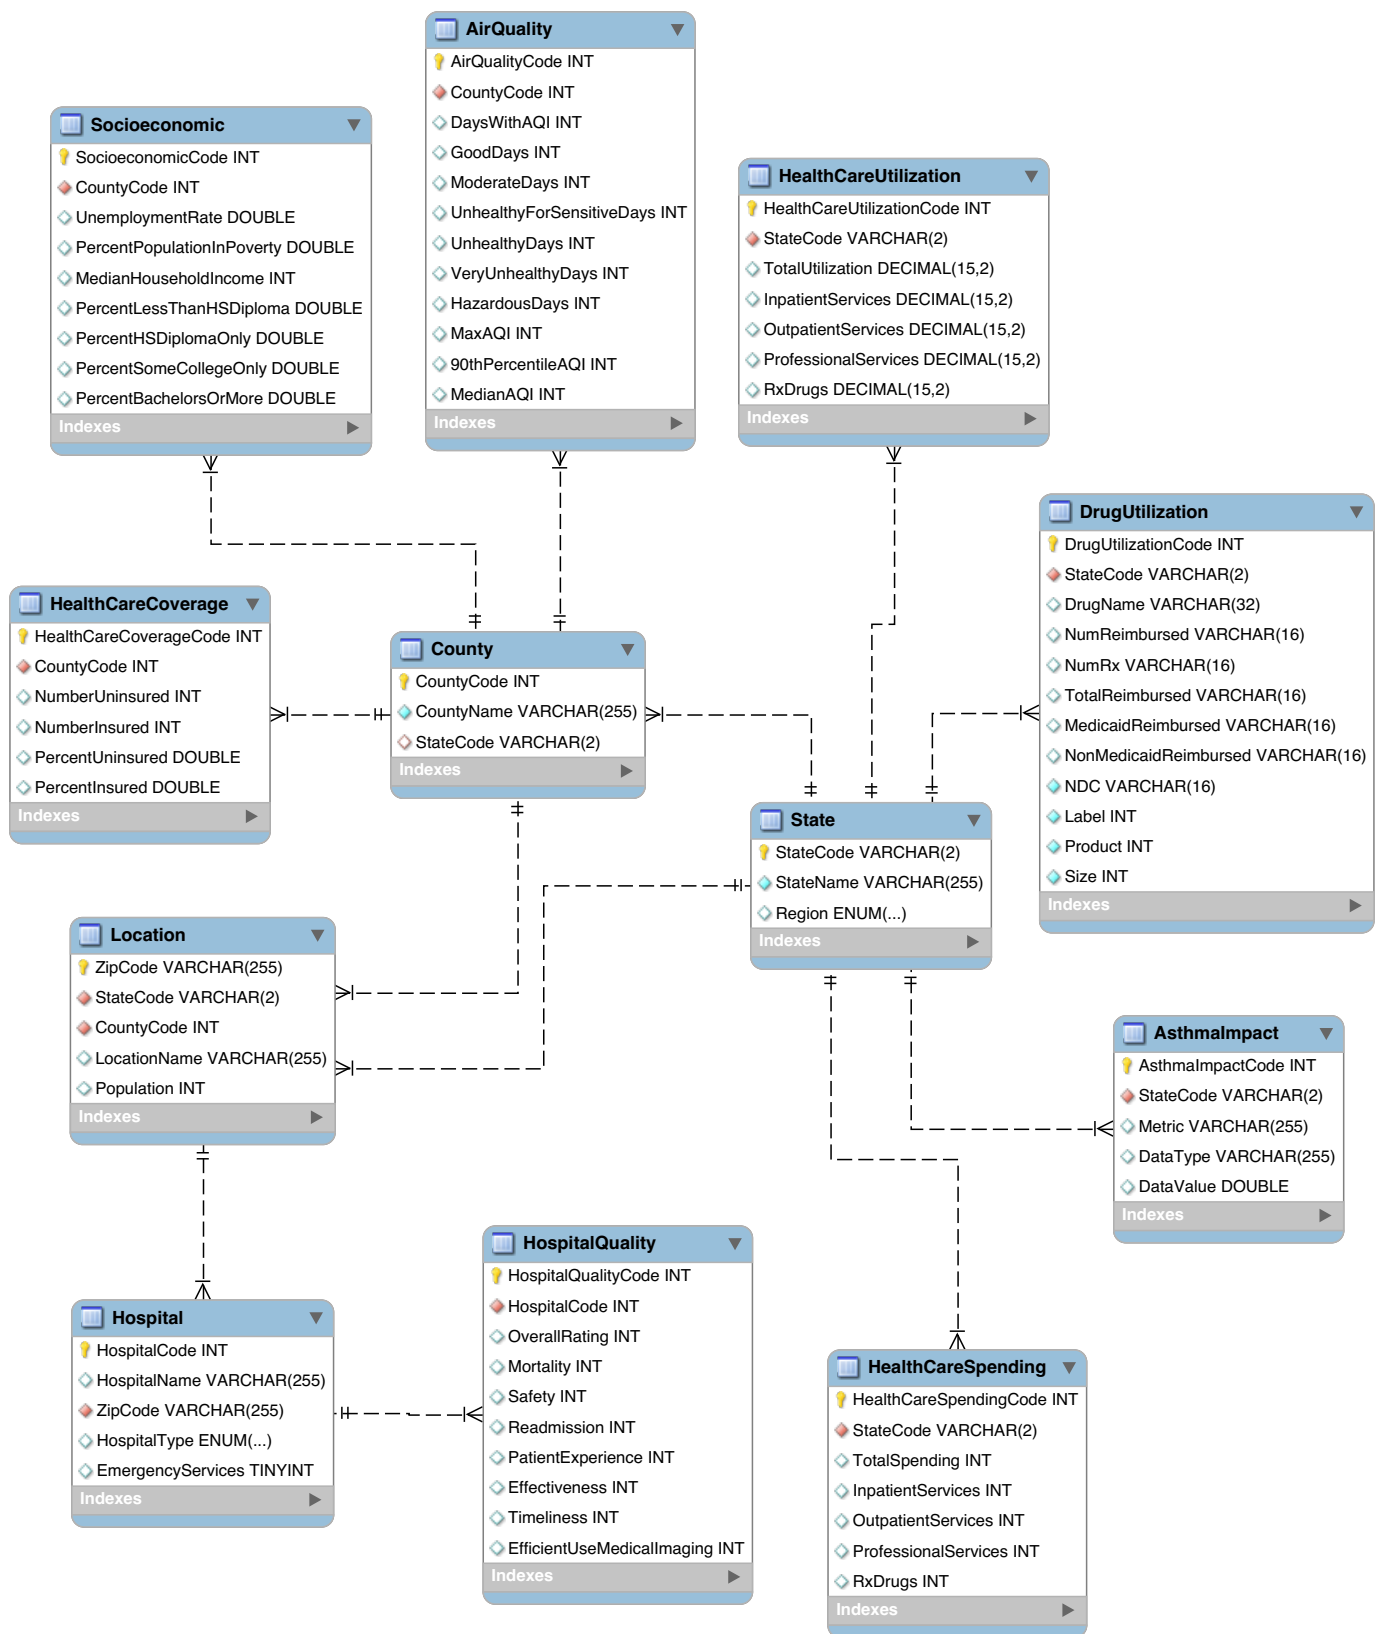 AirQuality
AirQualityCode INT
CountyCode INT
DaysWithAQI INT
GoodDays INT
ModerateDays INT
UnhealthyForSensitiveDays INT
UnhealthyDays INT
VeryUnhealthyDays INT
HazardousDays INT
MaxAQI INT
90thPercentileAQI INT
MedianAQI INT
Indexes
Socioeconomic
SocioeconomicCode INT
CountyCode INT
UnemploymentRate DOUBLE
PercentPopulationInPoverty DOUBLE
MedianHouseholdIncome INT
PercentLessThanHSDiploma DOUBLE
PercentHSDiplomaOnly DOUBLE
PercentSomeCollegeOnly DOUBLE
PercentBachelorsOrMore DOUBLE
Indexes
HealthCareUtilization
HealthCareUtilizationCode INT
StateCode VARCHAR(2)
TotalUtilization DECIMAL(15,2)
InpatientServices DECIMAL(15,2)
OutpatientServices DECIMAL(15,2)
ProfessionalServices DECIMAL(15,2)
RxDrugs DECIMAL(15,2)
Indexes
DrugUtilization
DrugUtilizationCode INT
StateCode VARCHAR(2)
DrugName VARCHAR(32)
NumReimbursed VARCHAR(16)
NumRx VARCHAR(16)
TotalReimbursed VARCHAR(16)
MedicaidReimbursed VARCHAR(16)
NonMedicaidReimbursed VARCHAR(16)
NDC VARCHAR(16)
Label INT
Product INT
Size INT
Indexes
HealthCareCoverage
HealthCareCoverageCode INT
CountyCode INT
NumberUninsured INT
NumberInsured INT
PercentUninsured DOUBLE
PercentInsured DOUBLE
Indexes
County
CountyCode INT
CountyName VARCHAR(255)
StateCode VARCHAR(2)
Indexes
State
StateCode VARCHAR(2)
StateName VARCHAR(255)
Region ENUM(...)
Indexes
Location
ZipCode VARCHAR(255)
StateCode VARCHAR(2)
CountyCode INT
LocationName VARCHAR(255)
Population INT
Indexes
AsthmaImpact
AsthmaImpactCode INT
StateCode VARCHAR(2)
Metric VARCHAR(255)
DataType VARCHAR(255)
DataValue DOUBLE
Indexes
HospitalQuality
HospitalQualityCode INT
HospitalCode INT
OverallRating INT
Mortality INT
Safety INT
Readmission INT
PatientExperience INT
Effectiveness INT
Timeliness INT
EfficientUseMedicalImaging INT
Indexes
Hospital
HospitalCode INT
HospitalName VARCHAR(255)
ZipCode VARCHAR(255)
HospitalType ENUM(...)
EmergencyServices TINYINT
Indexes
HealthCareSpending
HealthCareSpendingCode INT
StateCode VARCHAR(2)
TotalSpending INT
InpatientServices INT
OutpatientServices INT
ProfessionalServices INT
RxDrugs INT
Indexes